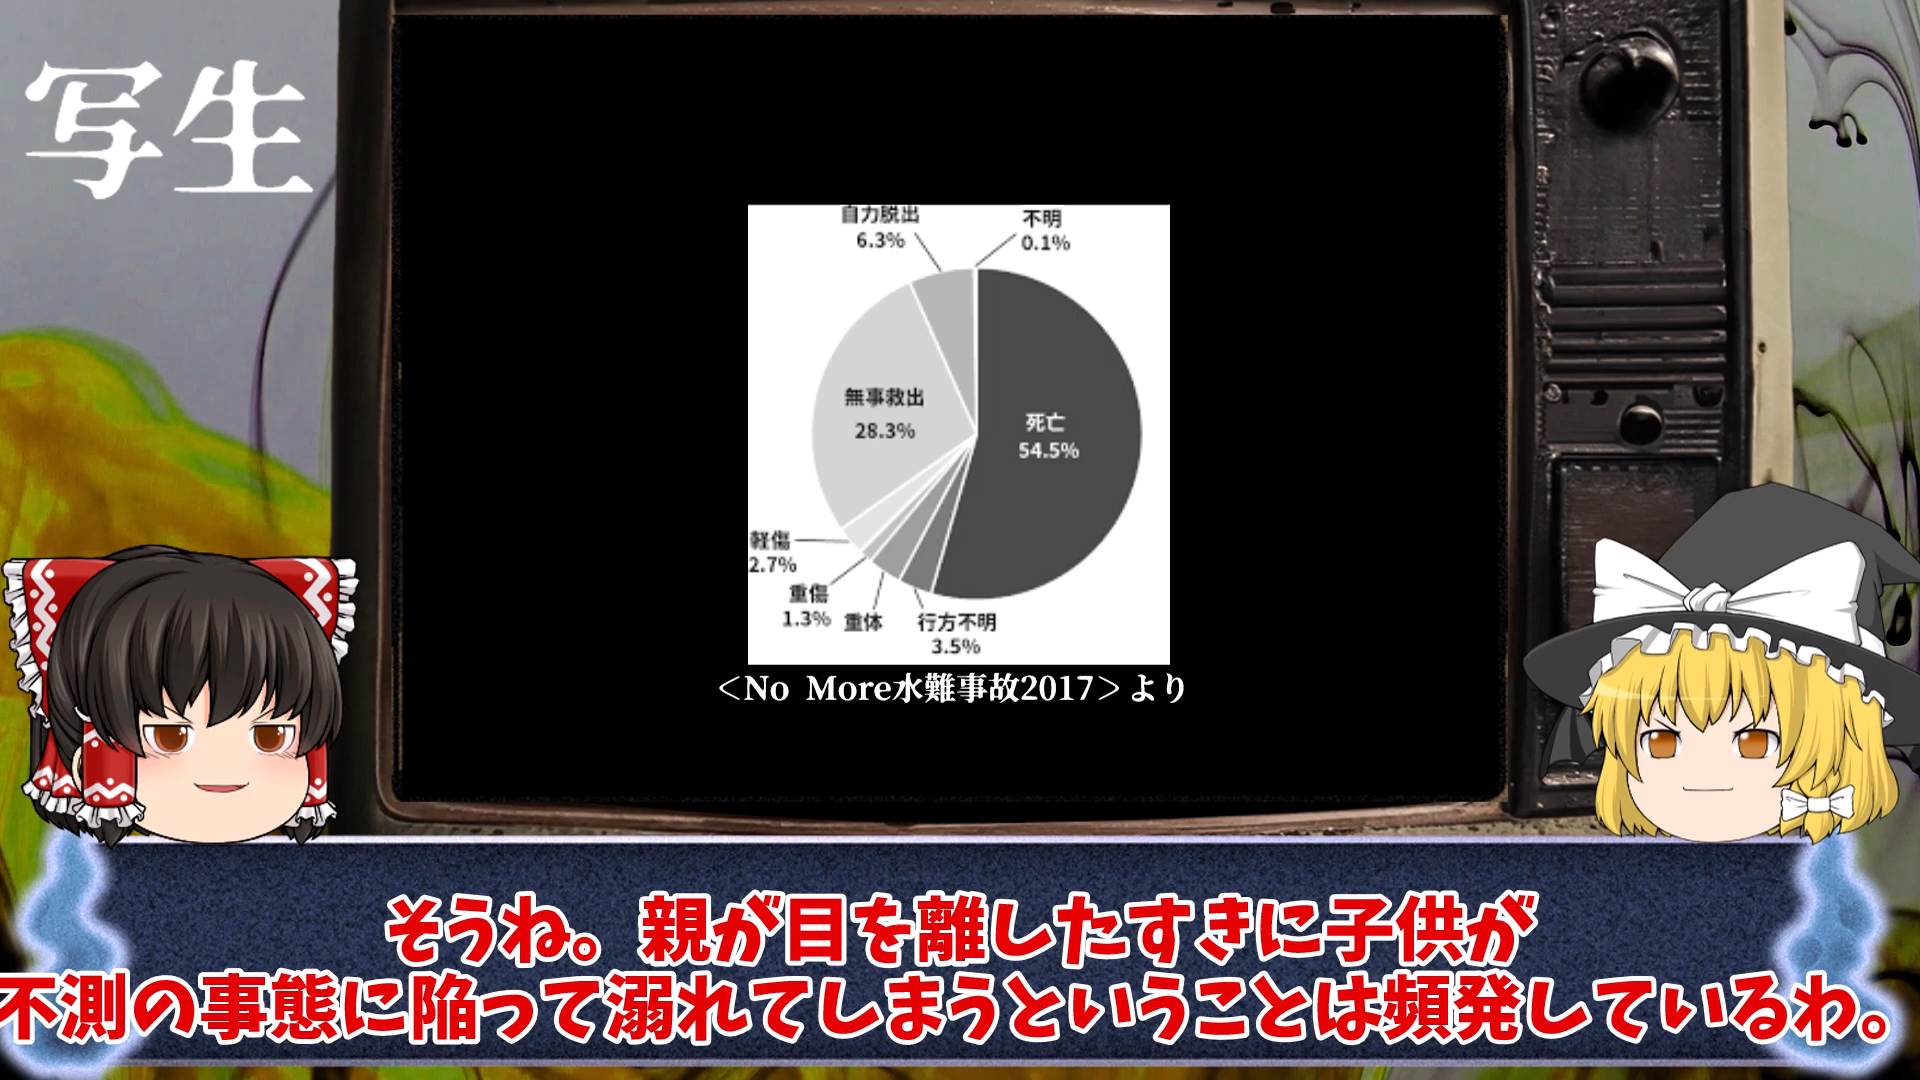 写生
自力脱出
6.3%
不明
0.1%
無事救出
28.3%
死亡
54.5%
軽傷
2.7%
重傷
1.3%
重体
行方不明
3.5%
＜No More水難事故2017＞より
そうね。親が目を離したすきに子供が
不測の事態に陥って溺れてしまうということは頻発しているわ。